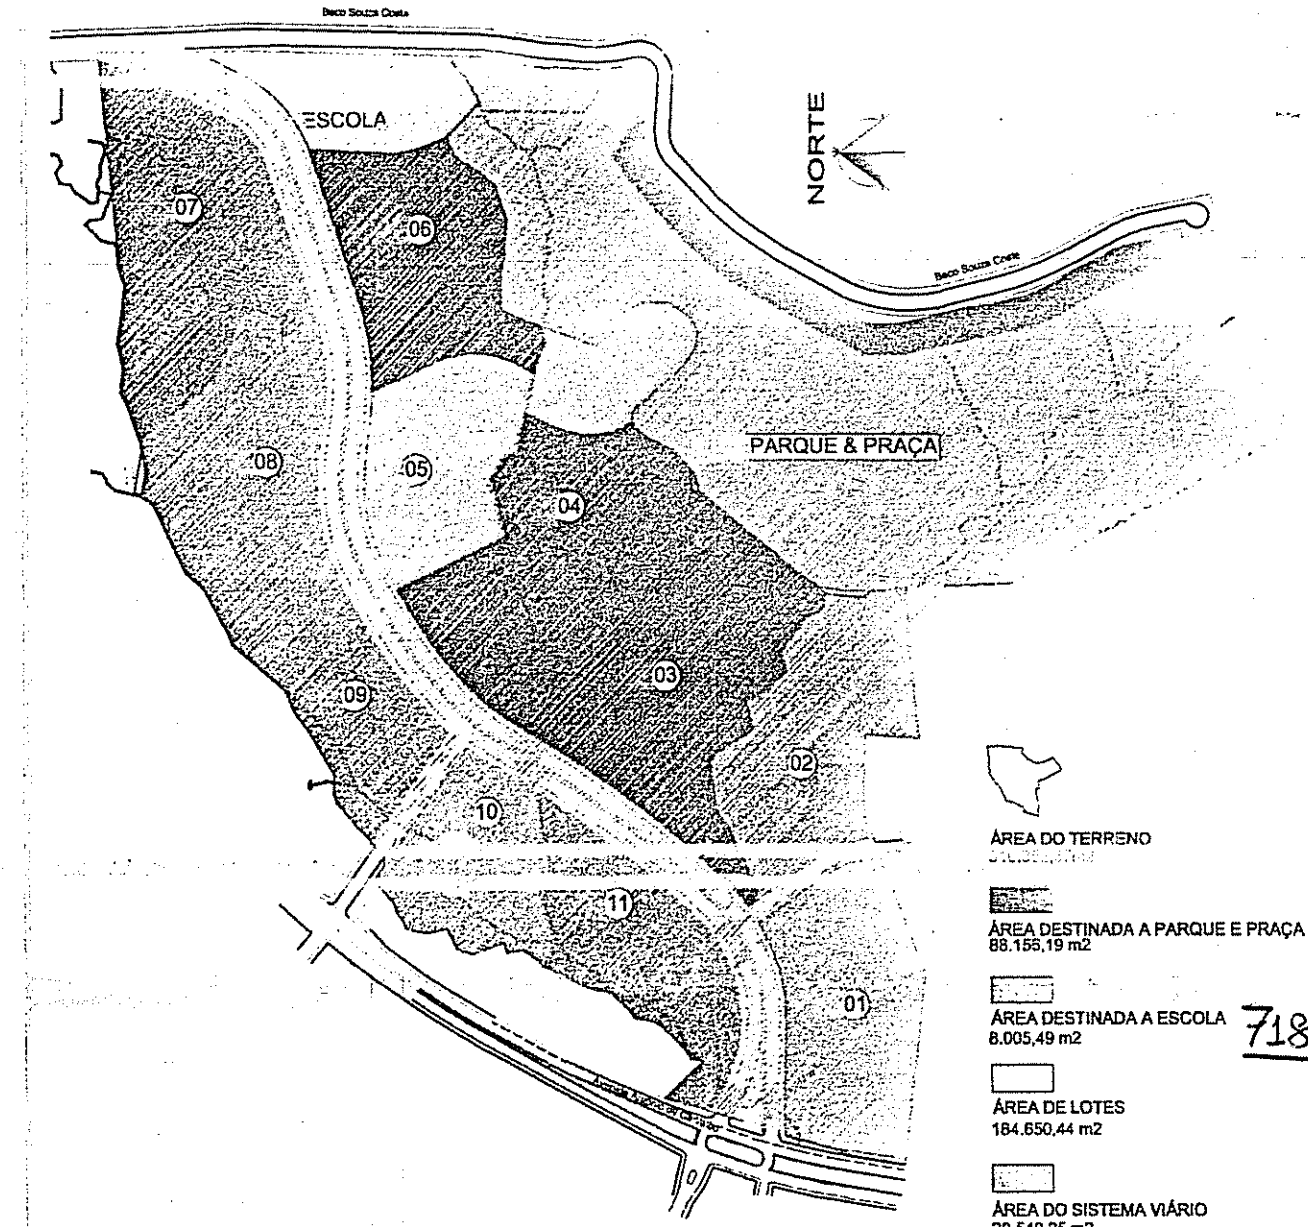 Beco Souza Costa
ESCOLA
NORTE
07
06
Beco Souza Costa
PARQUE & PRAÇA
08
05
04
03
09
02
10
11
01
ÁREA DO TERRENO
ÁREA DESTINADA A PARQUE E PRAÇA
88.156,19 m2
ÁREA DESTINADA A ESCOLA
8.005,49 m2
718
ÁREA DE LOTES
184.650,44 m2
ÁREA DO SISTEMA VIÁRIO